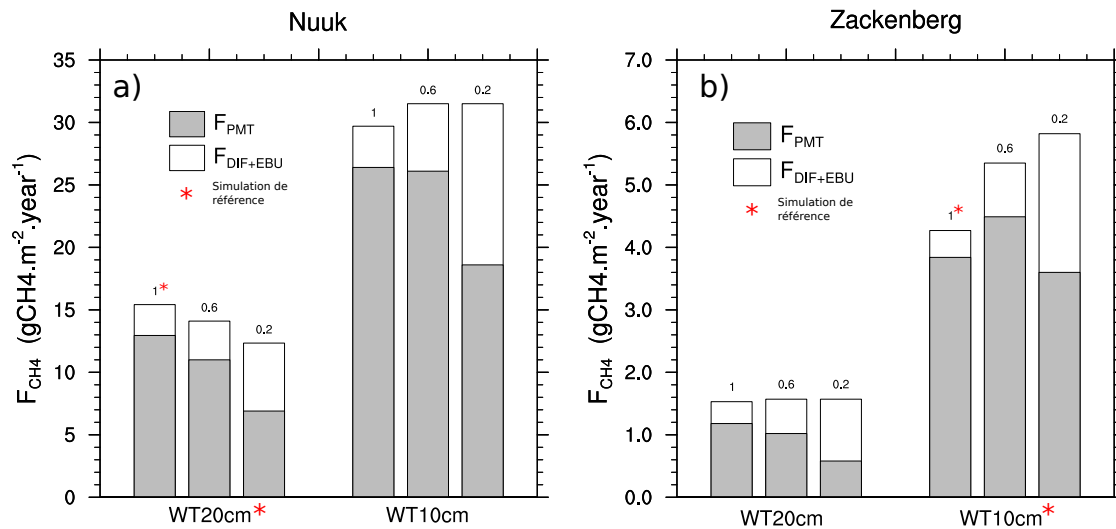 Nuuk
a)
F_CH4 (gCH4.m-2.year-1)
35
30
25
20
15
10
5
0
F_PMT
F_DIF+EBU
* Simulation de
référence
1*
0.6
0.2
1
0.6
0.2
WT20cm*
WT10cm
Zackenberg
b)
F_CH4 (gCH4.m-2.year-1)
7.0
6.0
5.0
4.0
3.0
2.0
1.0
0.0
F_PMT
F_DIF+EBU
* Simulation de
référence
1
0.6
0.2
1*
0.6
0.2
WT20cm
WT10cm*